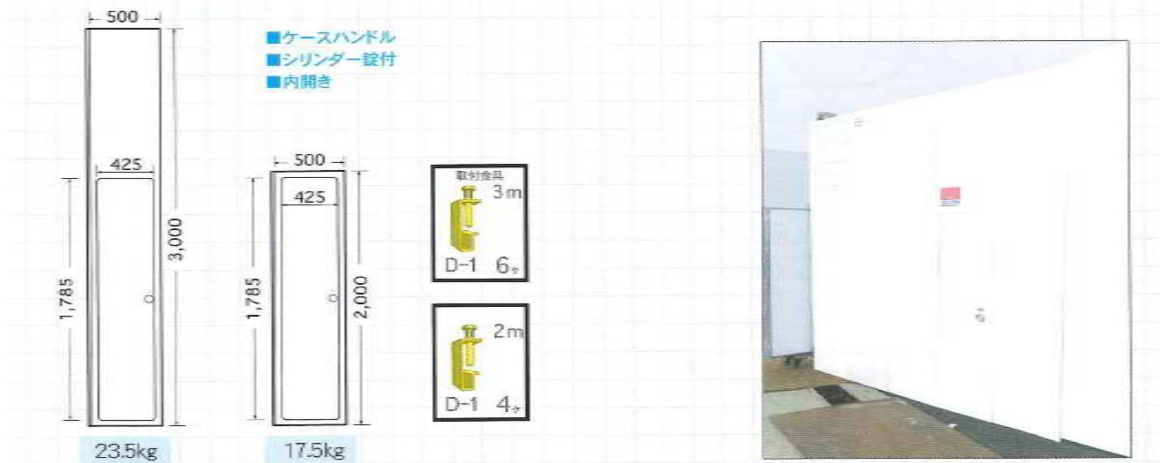 500
■ケースハンドル
■シリンダー錠付
■内開き
425
3,000
1,785
23.5kg
500
425
1,785
2,000
17.5kg
取付金具
3m
D-1 6ヶ
2m
D-1 4ヶ